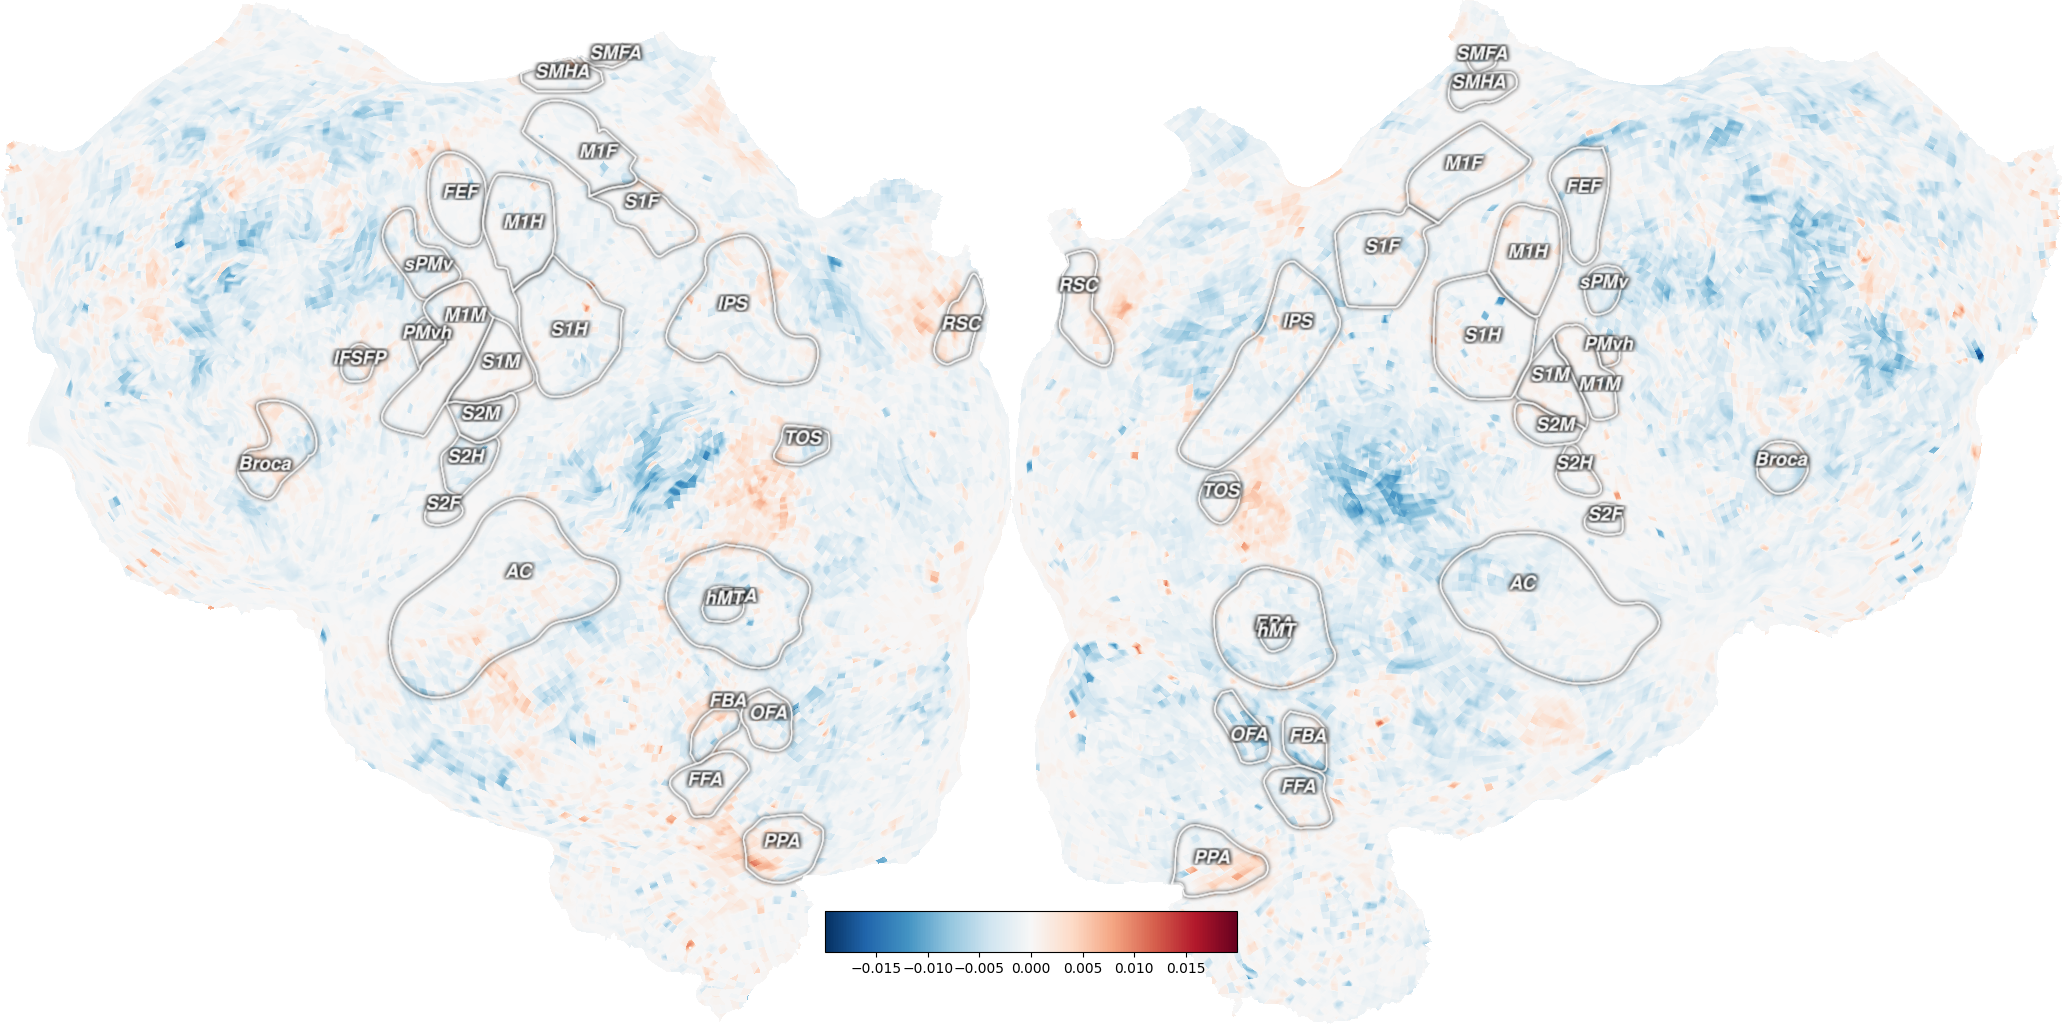 SMFA
SMHA
M1F
FEF
M1H
S1F
sPMv
M1M
PMvh
IFSFP
S1H
S1M
IPS
RSC
S2M
TOS
S2H
Broca
S2F
AC
hMT
FBA
OFA
FFA
PPA
SMFA
SMHA
M1F
FEF
S1F
M1H
RSC
sPMv
IPS
S1H
PMvh
S1M
M1M
S2M
Broca
S2H
TOS
S2F
AC
hMT
OFA
FBA
FFA
PPA
−0.015 −0.010 −0.005 0.000 0.005 0.010 0.015